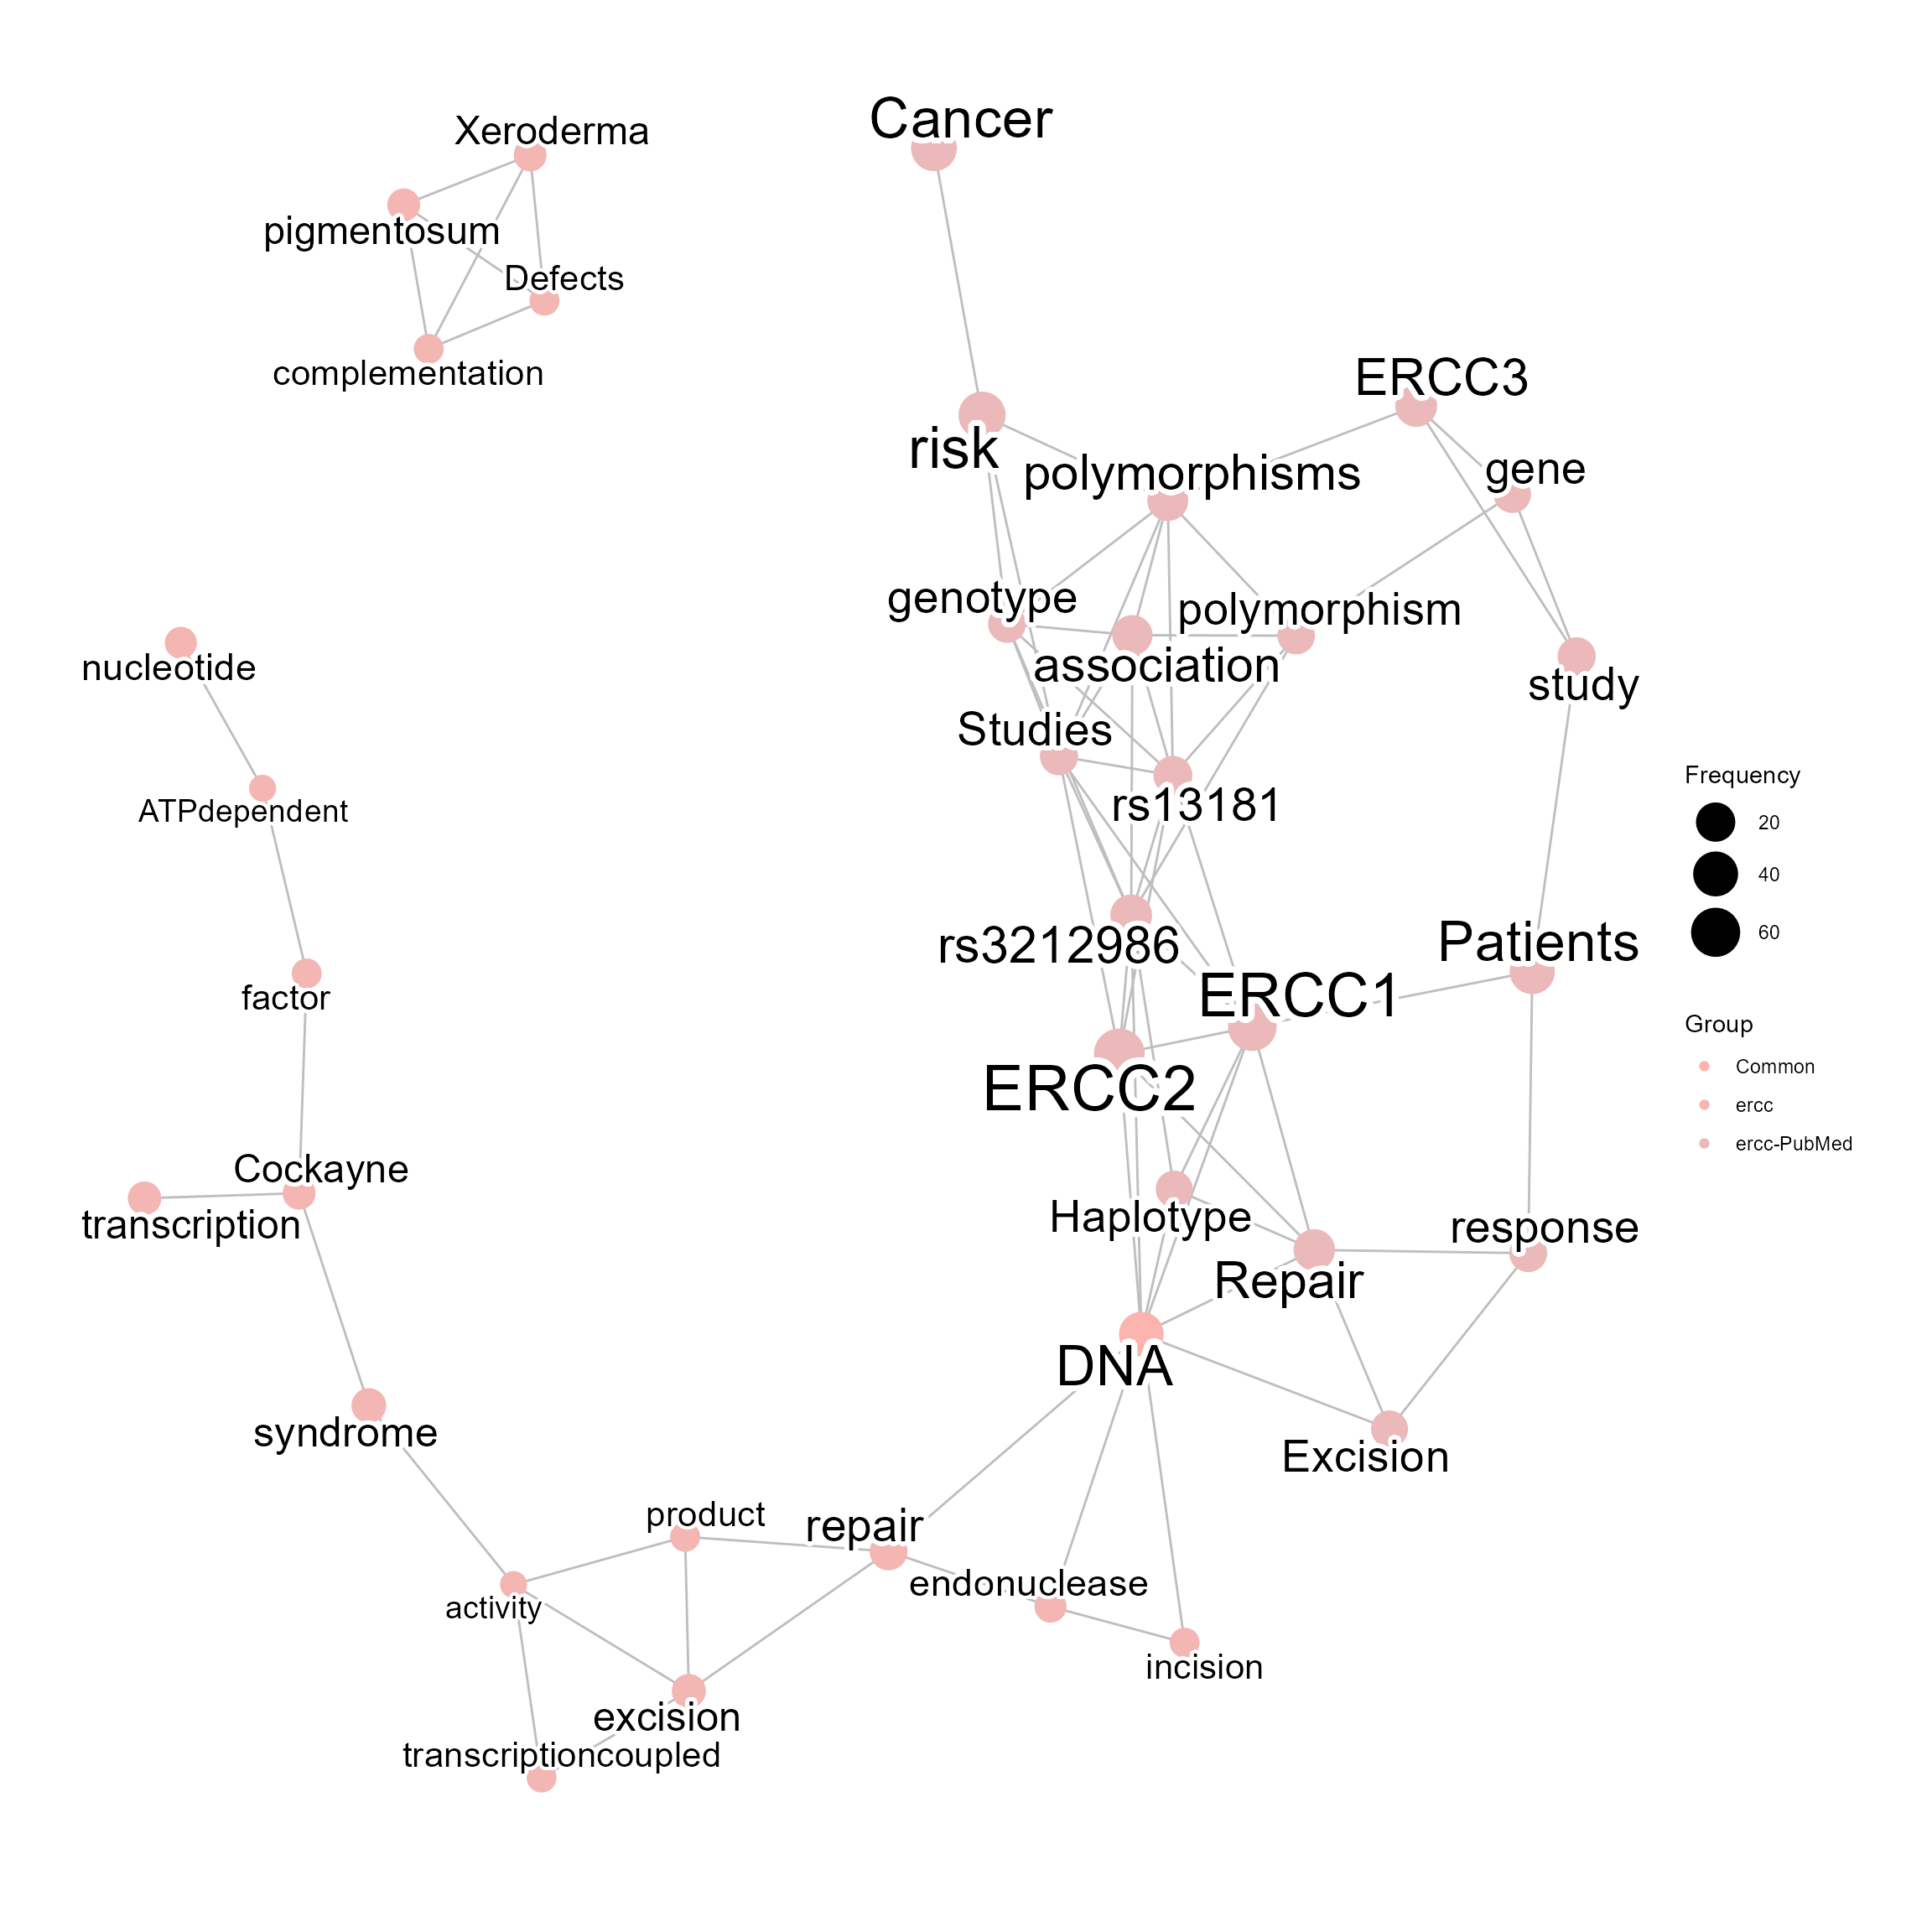 Cancer
Xeroderma
pigmentosum
Defects
complementation
ERCC3
risk
polymorphisms
gene
genotype
polymorphism
association
nucleotide
study
Studies
rs13181
ATPdependent
Frequency
20
40
60
Patients
rs3212986
ERCC1
factor
Group
Common
ercc
ercc-PubMed
ERCC2
Cockayne
transcription
Haplotype
response
Repair
DNA
syndrome
Excision
product
repair
endonuclease
activity
incision
excision
transcriptioncoupled